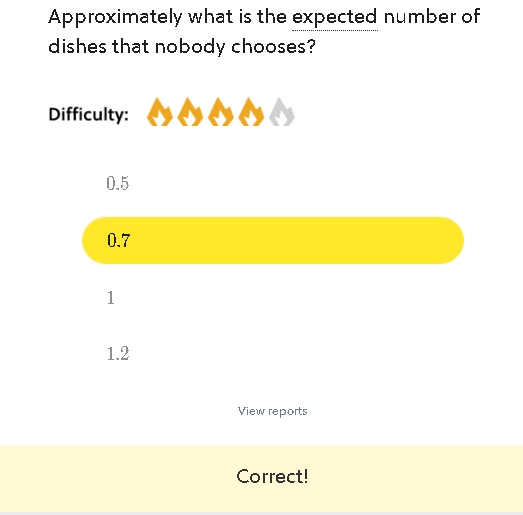 Approximately what is the expected number of
dishes that nobody chooses?
Difficulty:
0.5
0.7
1
1.2
View reports
Correct!